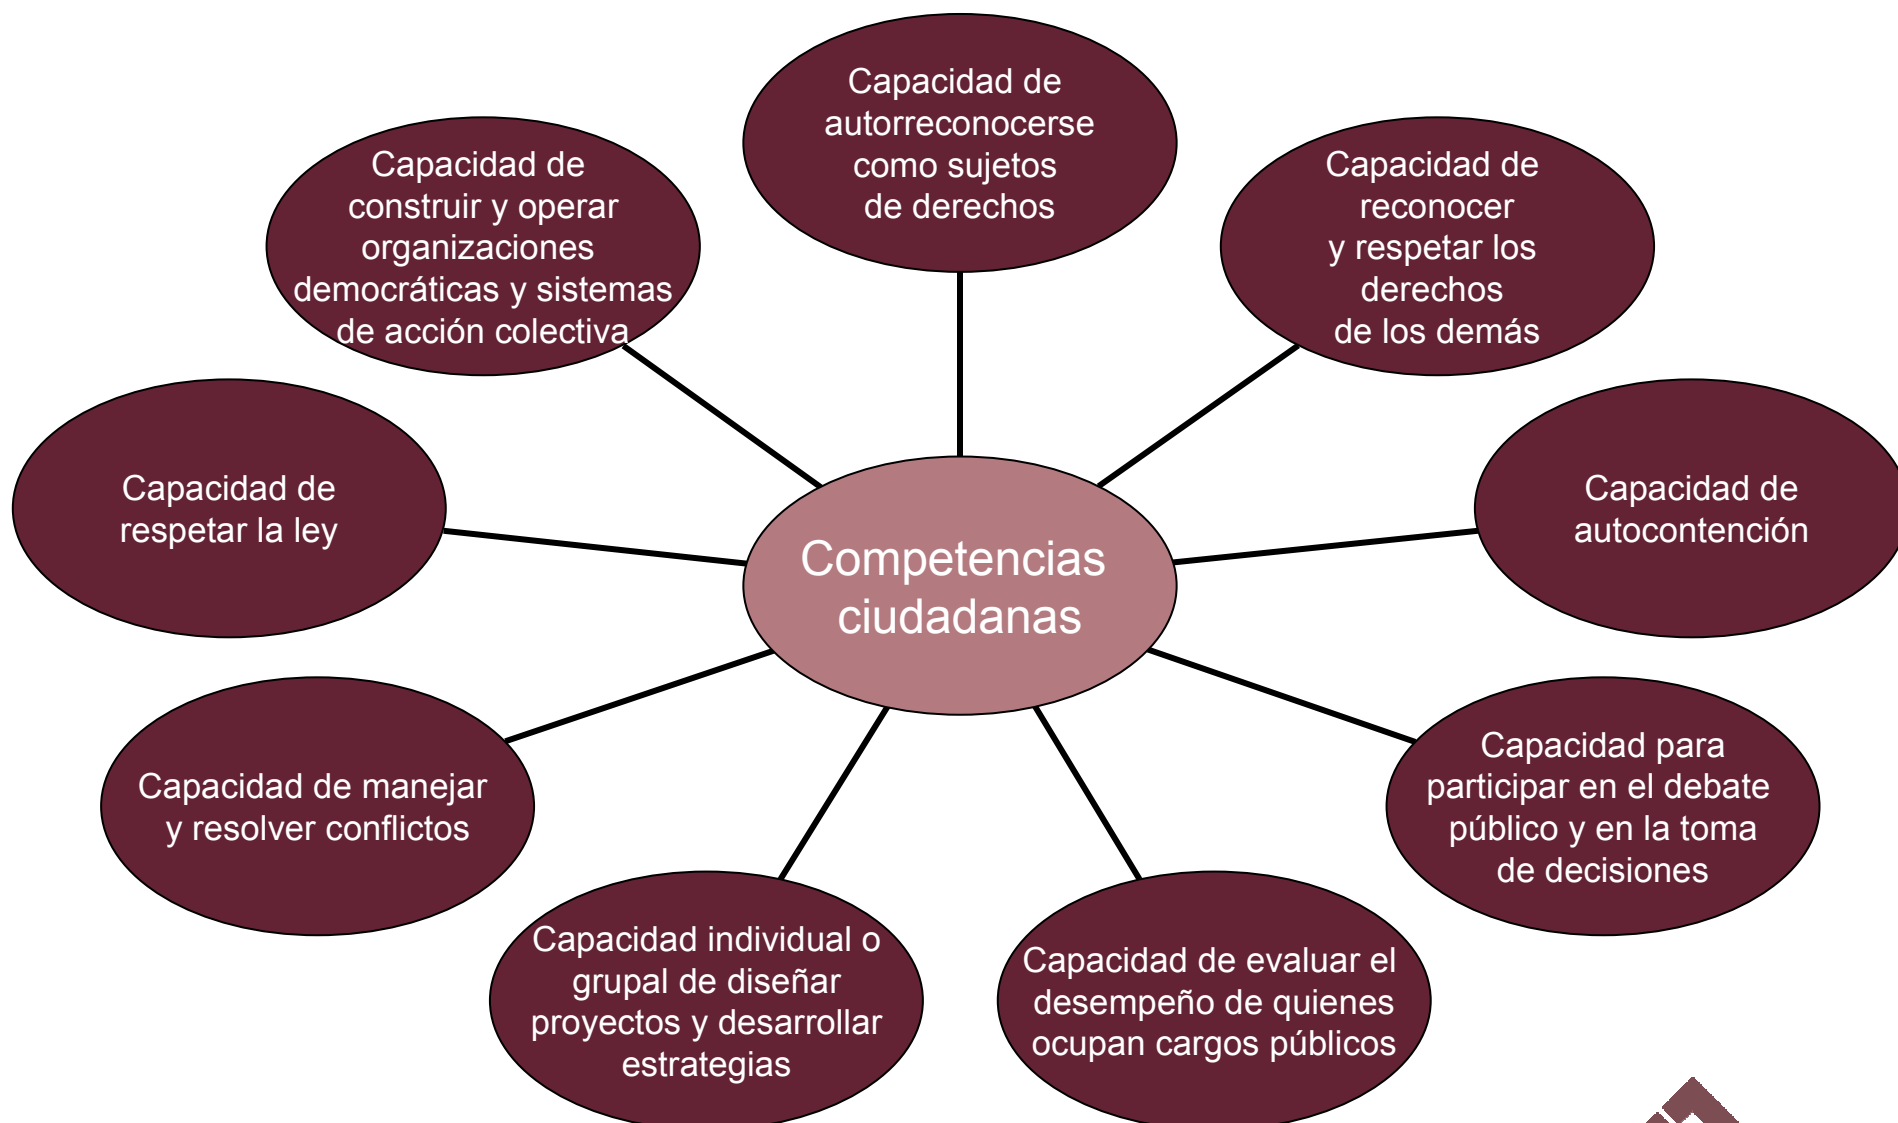 Capacidad de
autorreconocerse
como sujetos
de derechos
Capacidad de
construir y operar
organizaciones
democráticas y sistemas
de acción colectiva
Capacidad de
reconocer
y respetar los
derechos
de los demás
Capacidad de
respetar la ley
Capacidad de
autocontención
Competencias
ciudadanas
Capacidad de manejar
y resolver conflictos
Capacidad para
participar en el debate
público y en la toma
de decisiones
Capacidad individual o
grupal de diseñar
proyectos y desarrollar
estrategias
Capacidad de evaluar el
desempeño de quienes
ocupan cargos públicos